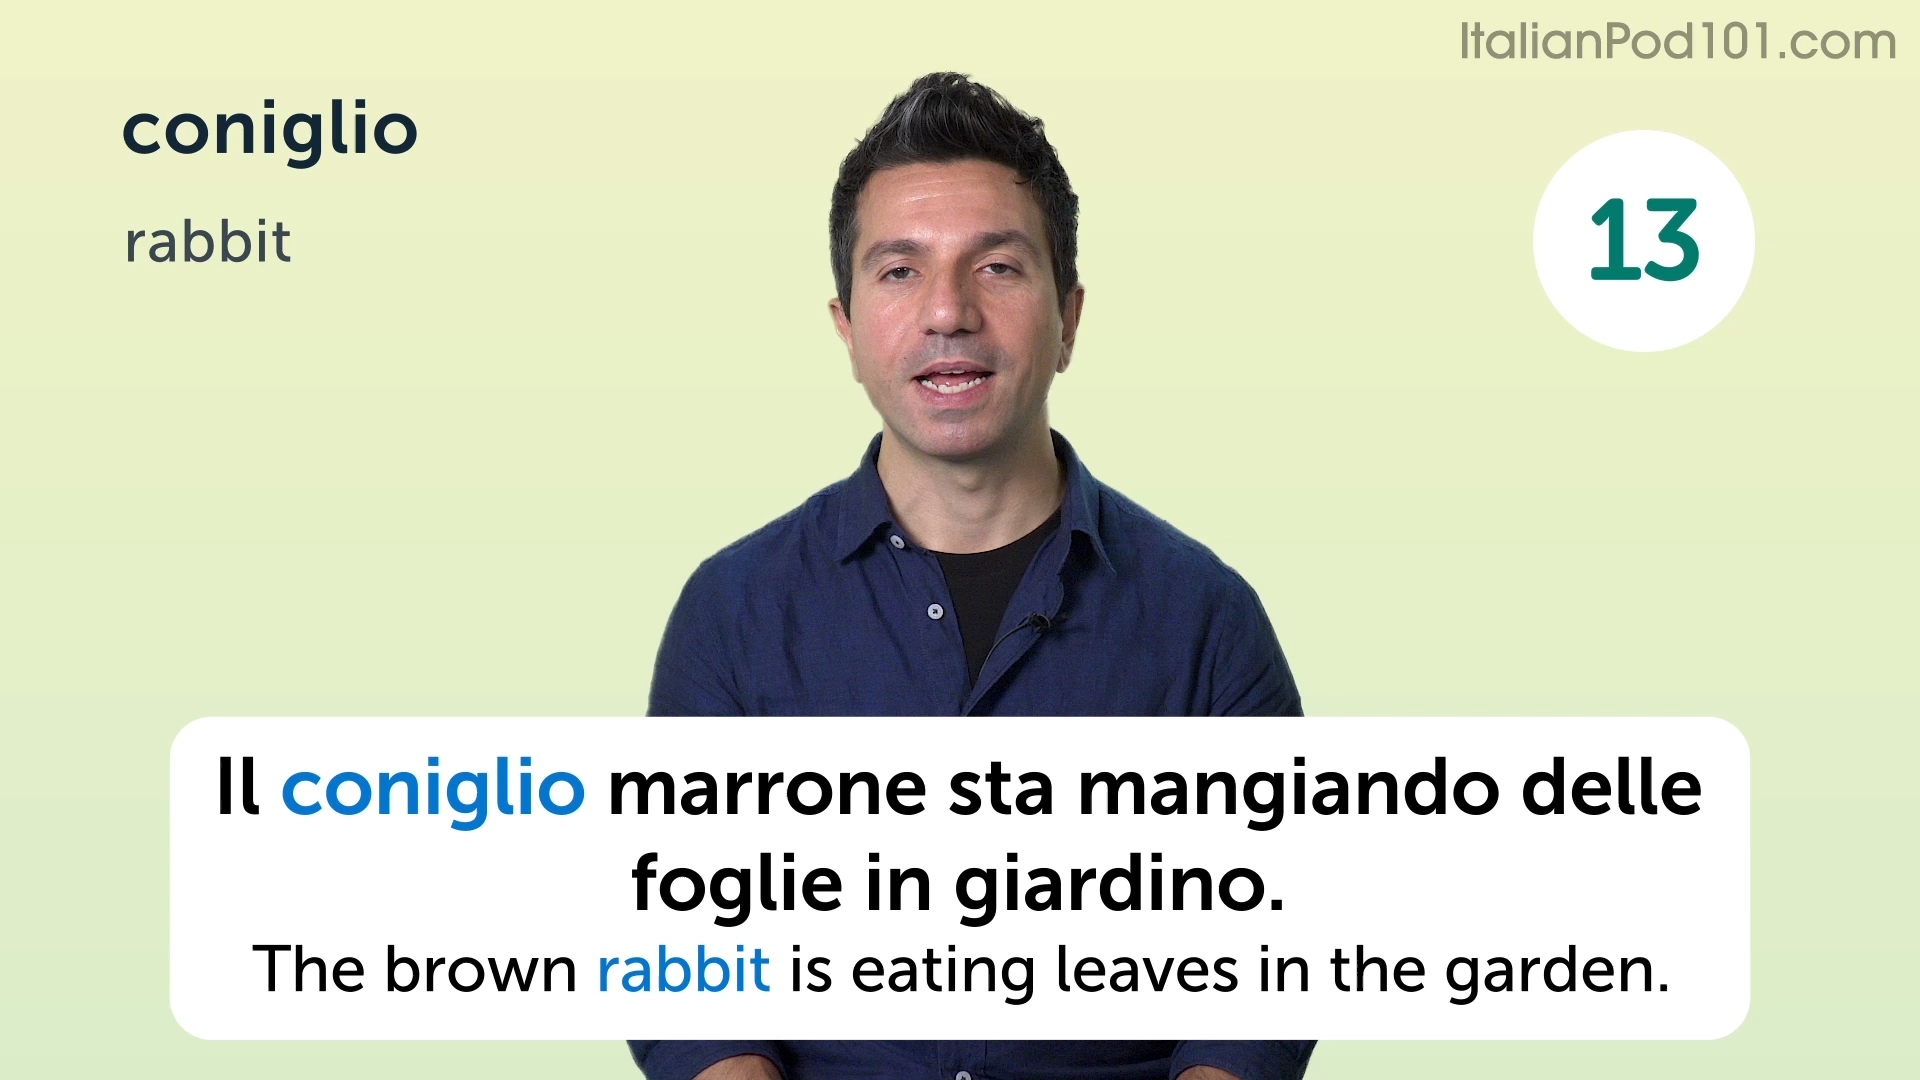 ItalianPod101.com
coniglio
rabbit
13
Il coniglio marrone sta mangiando delle
foglie in giardino.
The brown rabbit is eating leaves in the garden.